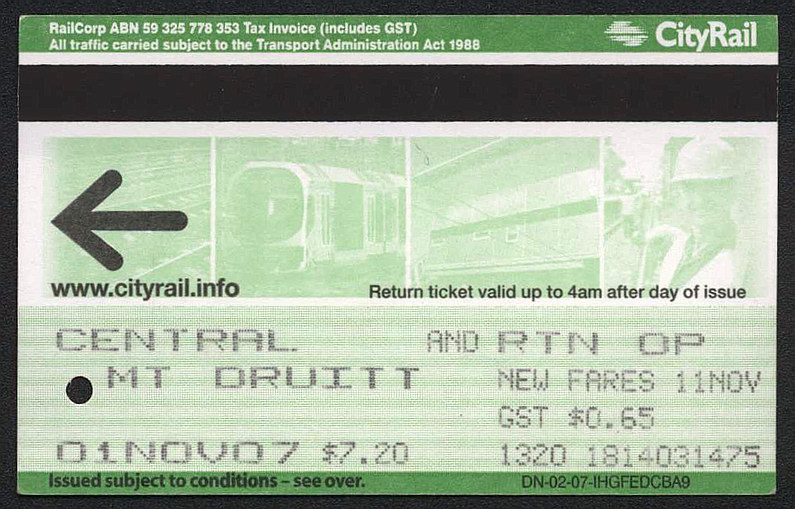 RailCorp ABN 59 325 778 353 Tax Invoice (includes GST)
All traffic carried subject to the Transport Administration Act 1988
CityRail
www.cityrail.info
Return ticket valid up to 4am after day of issue
CENTRAL AND RTN OP
MT DRUITT NEW FARES 11NOV
GST $0.65
01NOV07 $7.20 1320 1814031475
Issued subject to conditions – see over. DN-02-07-IHGFEDCBA9